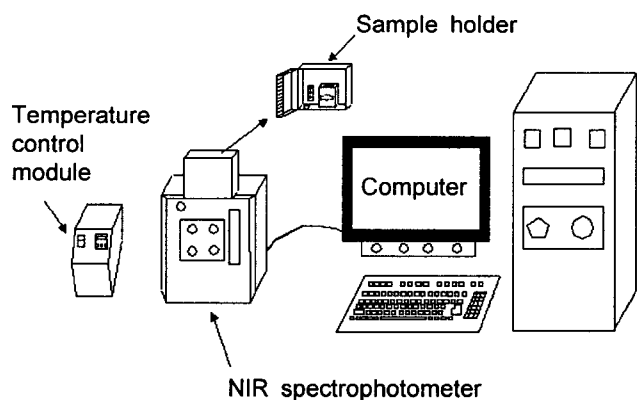 Sample holder
Temperature
control
module
Computer
NIR spectrophotometer